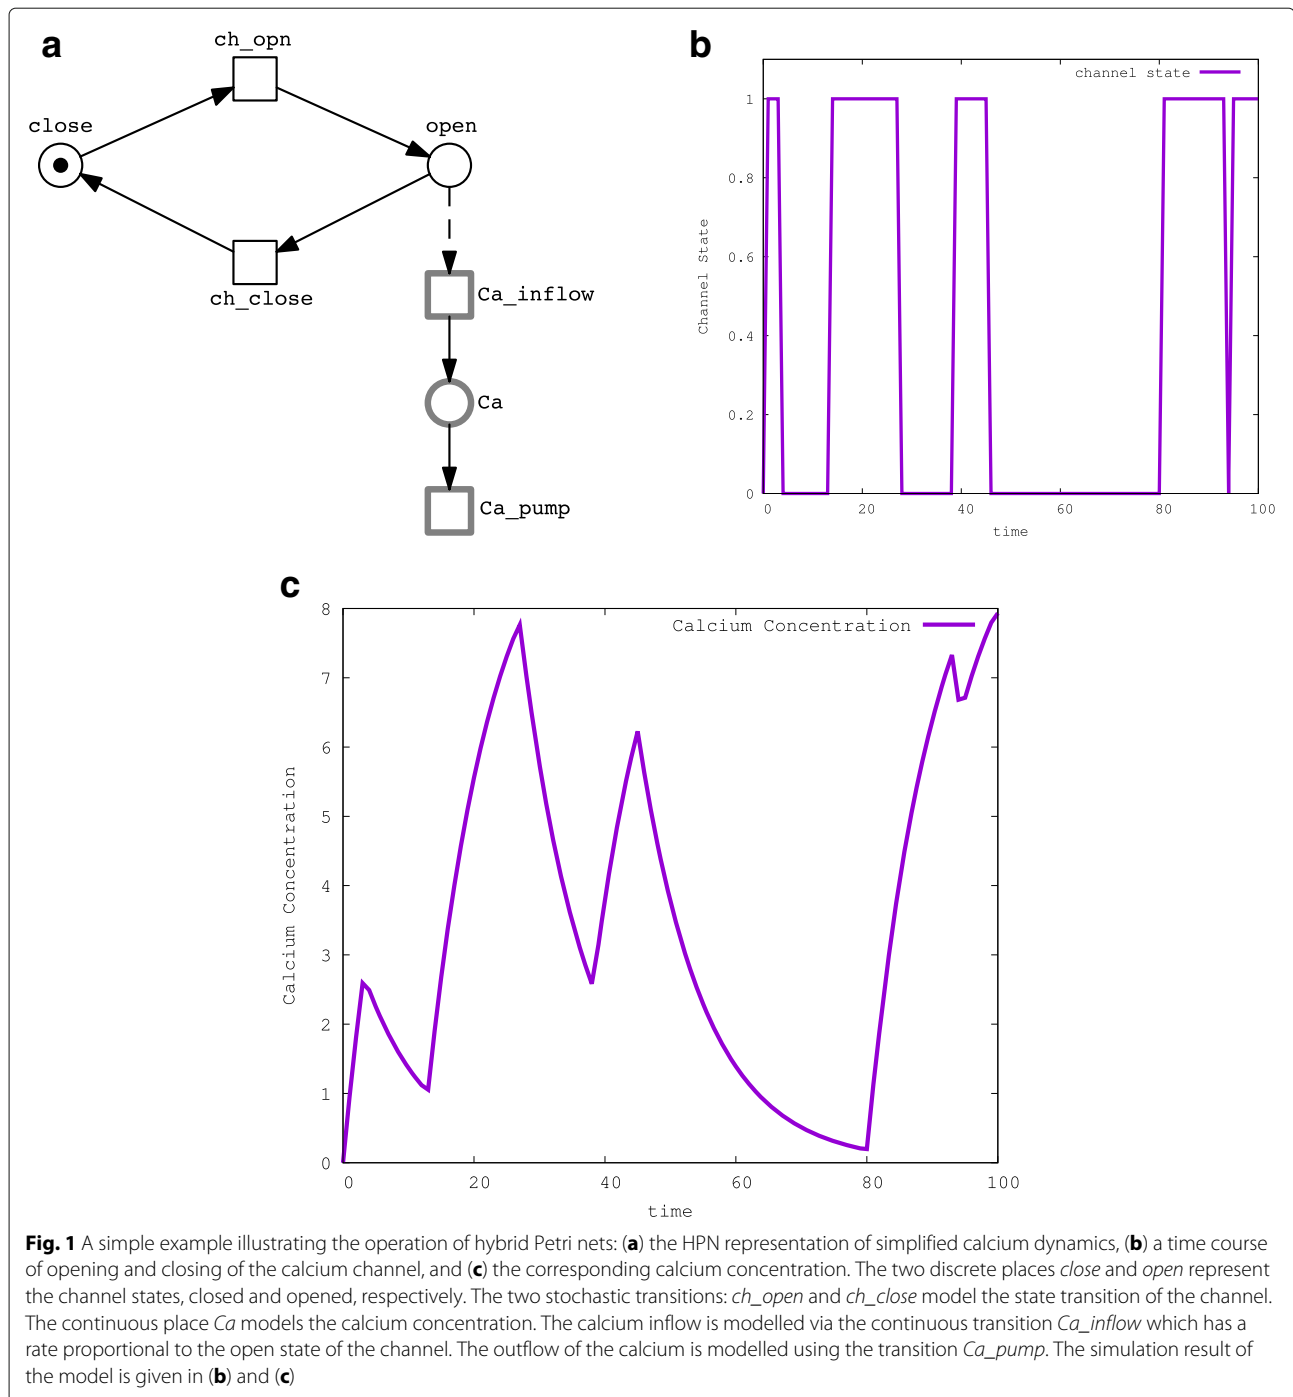 a
ch_opn
close
open
ch_close
Ca_inflow
Ca
Ca_pump
b
channel state
1
0.8
0.6
0.4
0.2
0
Channel State
0 20 40 60 80 100
time
c
8
7
6
5
4
3
2
1
0
Calcium Concentration
Calcium Concentration
0 20 40 60 80 100
time
Fig. 1 A simple example illustrating the operation of hybrid Petri nets: (a) the HPN representation of simplified calcium dynamics, (b) a time course
of opening and closing of the calcium channel, and (c) the corresponding calcium concentration. The two discrete places close and open represent
the channel states, closed and opened, respectively. The two stochastic transitions: ch_open and ch_close model the state transition of the channel.
The continuous place Ca models the calcium concentration. The calcium inflow is modelled via the continuous transition Ca_inflow which has a
rate proportional to the open state of the channel. The outflow of the calcium is modelled using the transition Ca_pump. The simulation result of
the model is given in (b) and (c)